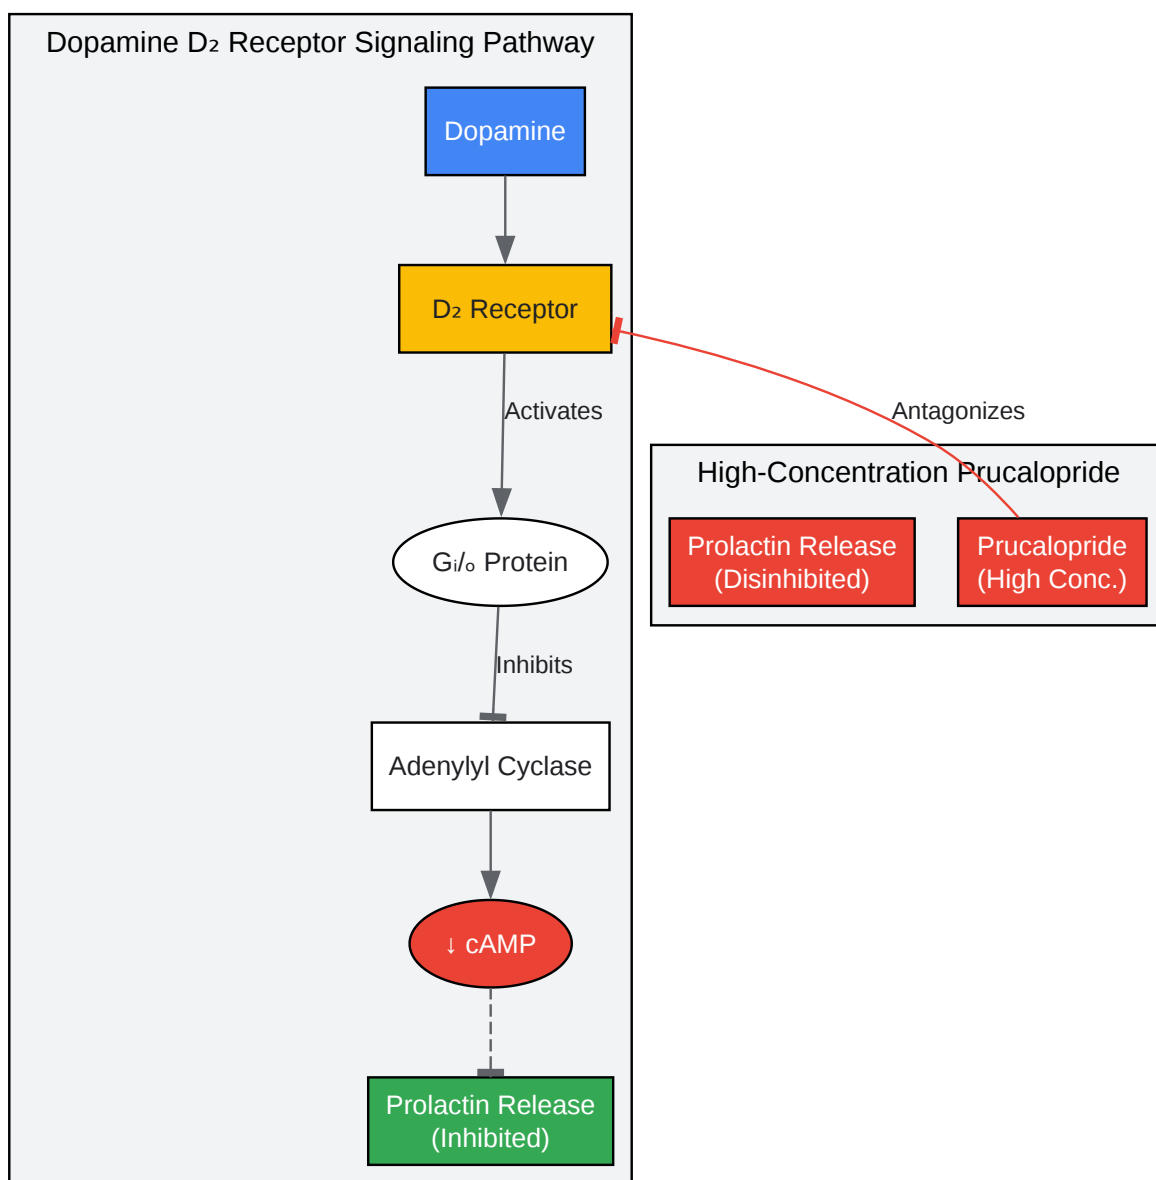 Dopamine D₂ Receptor Signaling Pathway
Dopamine
D₂ Receptor
Activates
Antagonizes
High-Concentration Prucalopride
Prolactin Release
(Disinhibited)
Prucalopride
(High Conc.)
Gᵢ/ₒ Protein
Inhibits
Adenylyl Cyclase
↓ cAMP
Prolactin Release
(Inhibited)